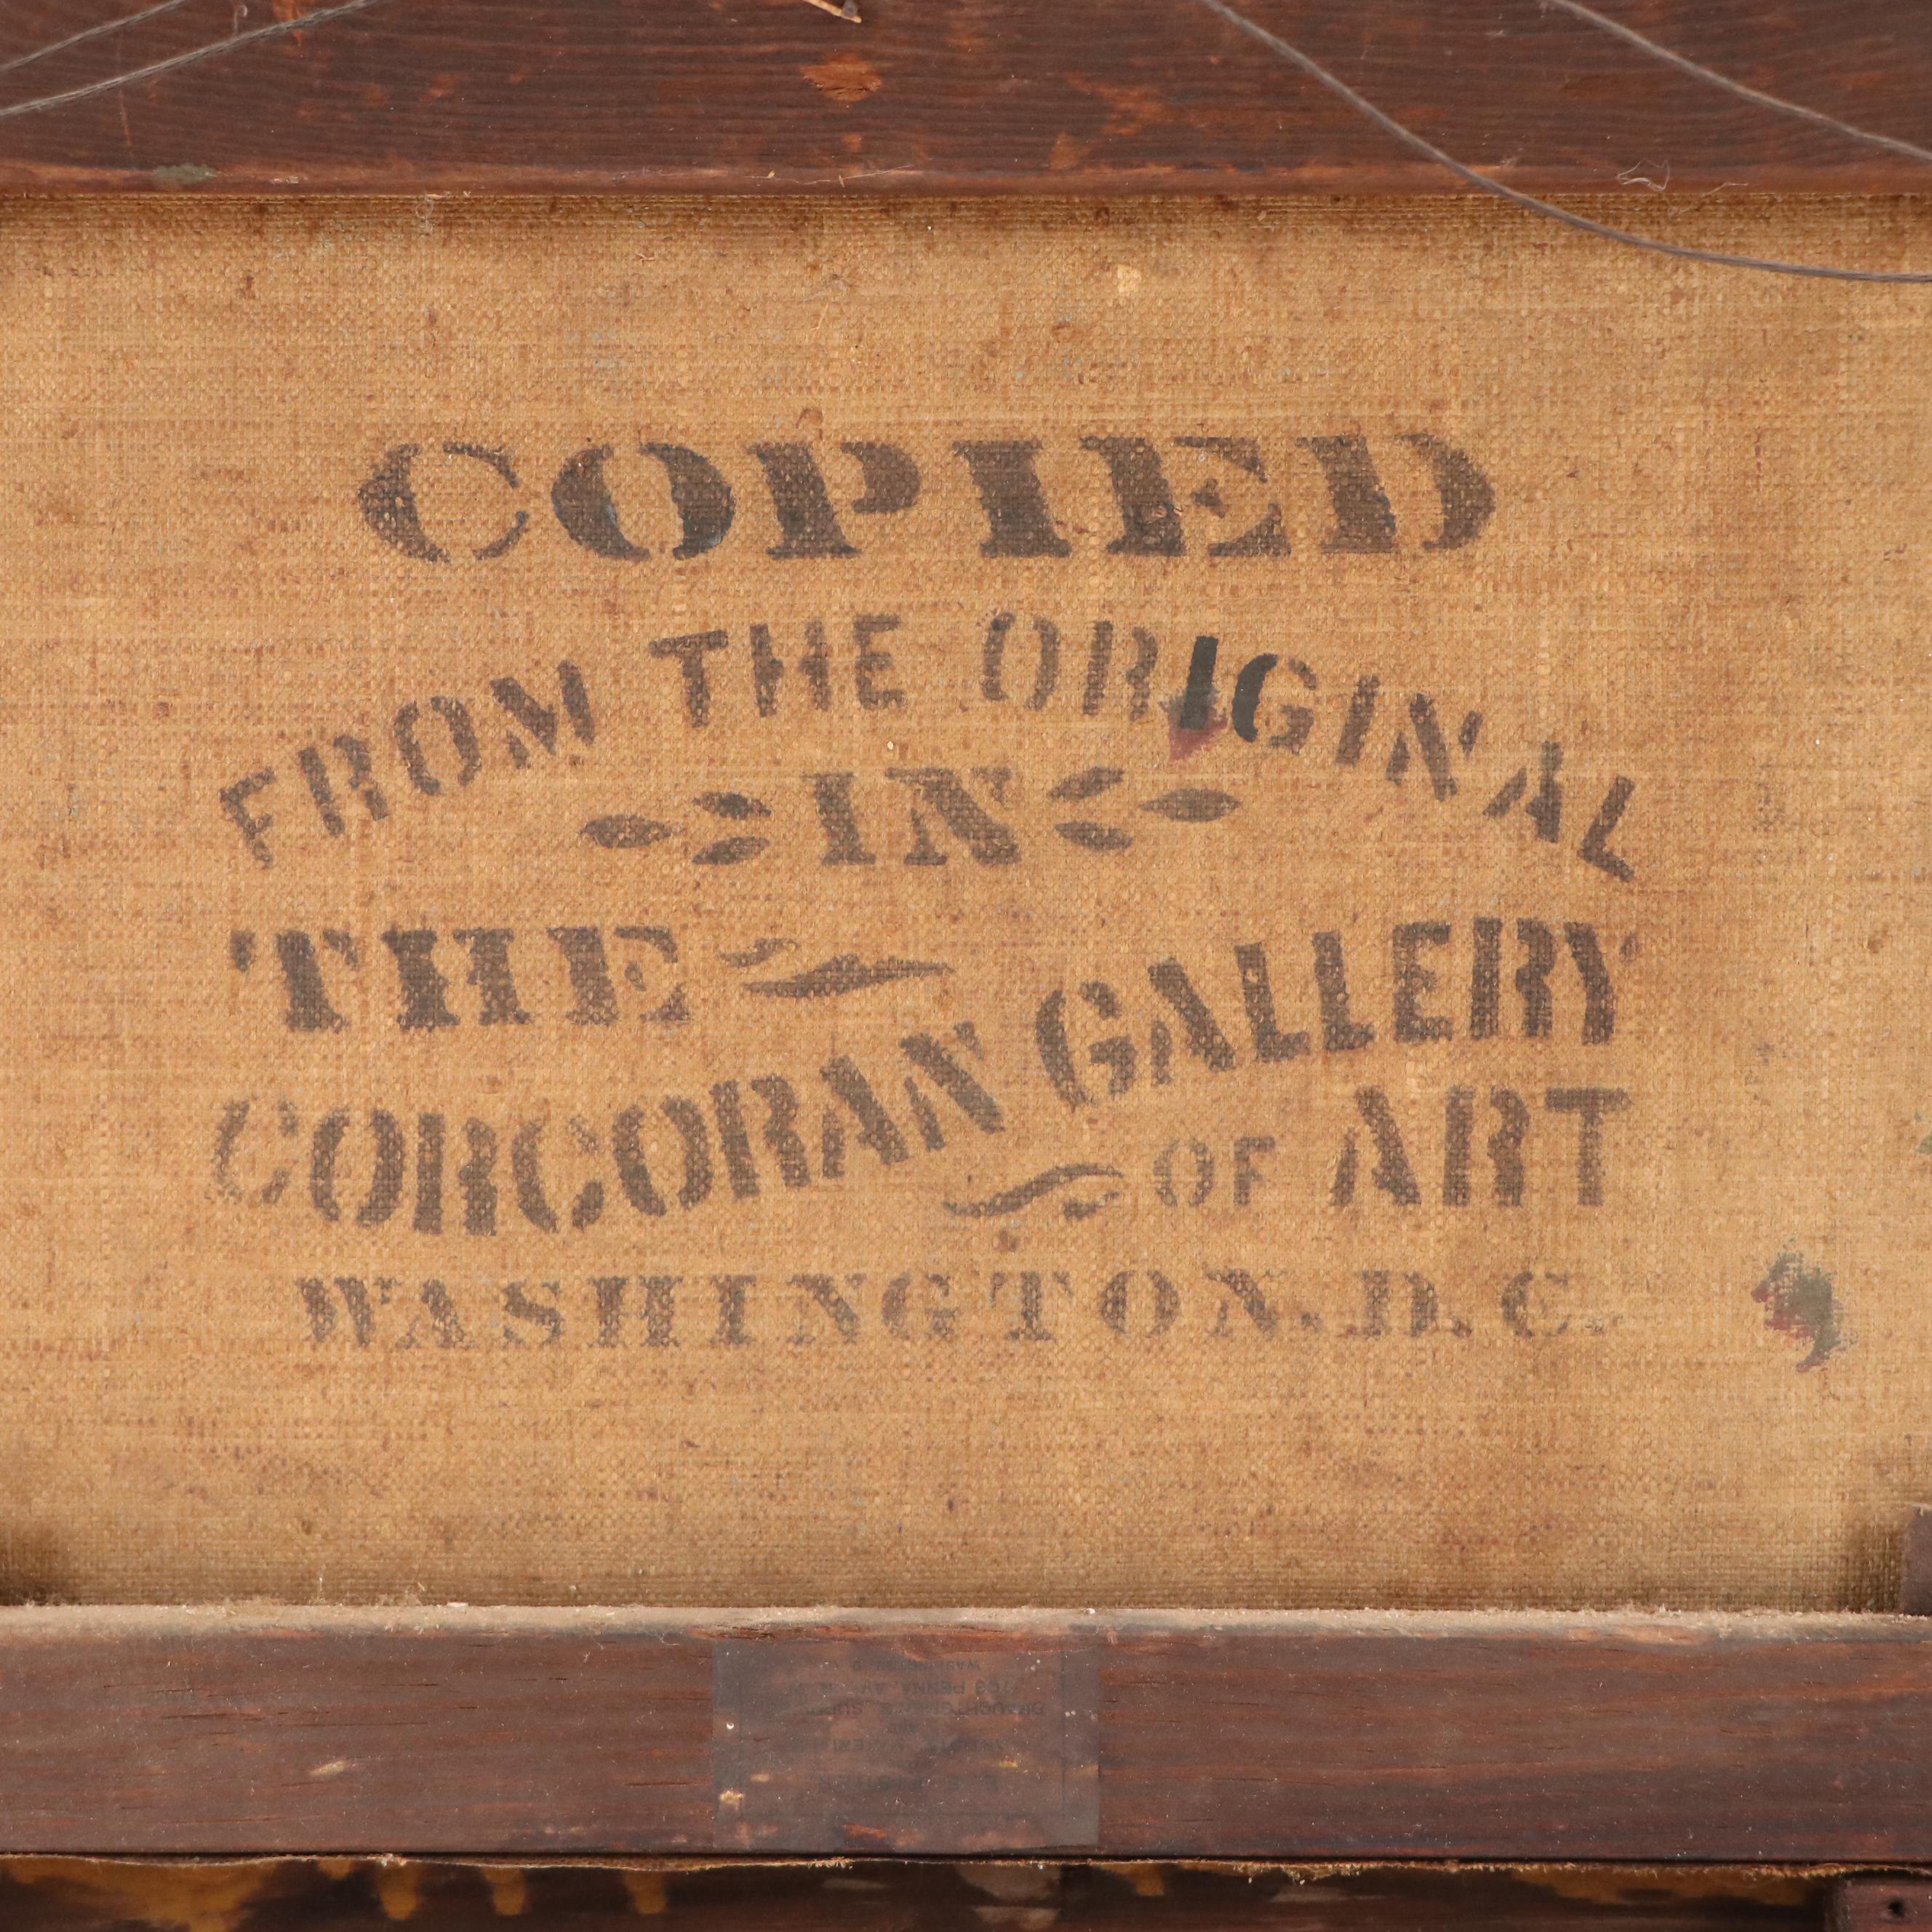 COPIED
FROM THE ORIGINAL
IN
THE
CORCORAN GALLERY
OF ART
WASHINGTON. D. C.